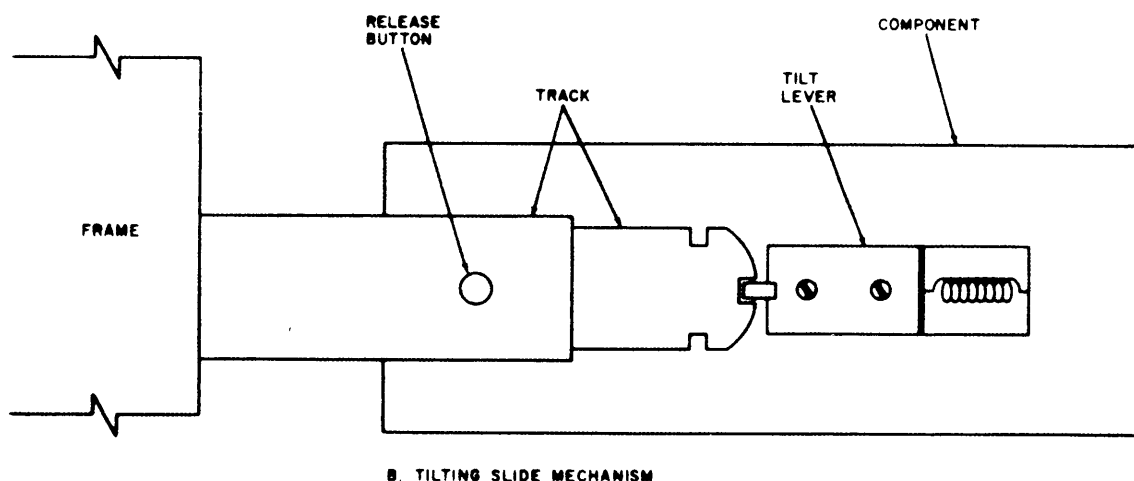 RELEASE
BUTTON
COMPONENT
TILT
LEVER
TRACK
FRAME
B. TILTING SLIDE MECHANISM